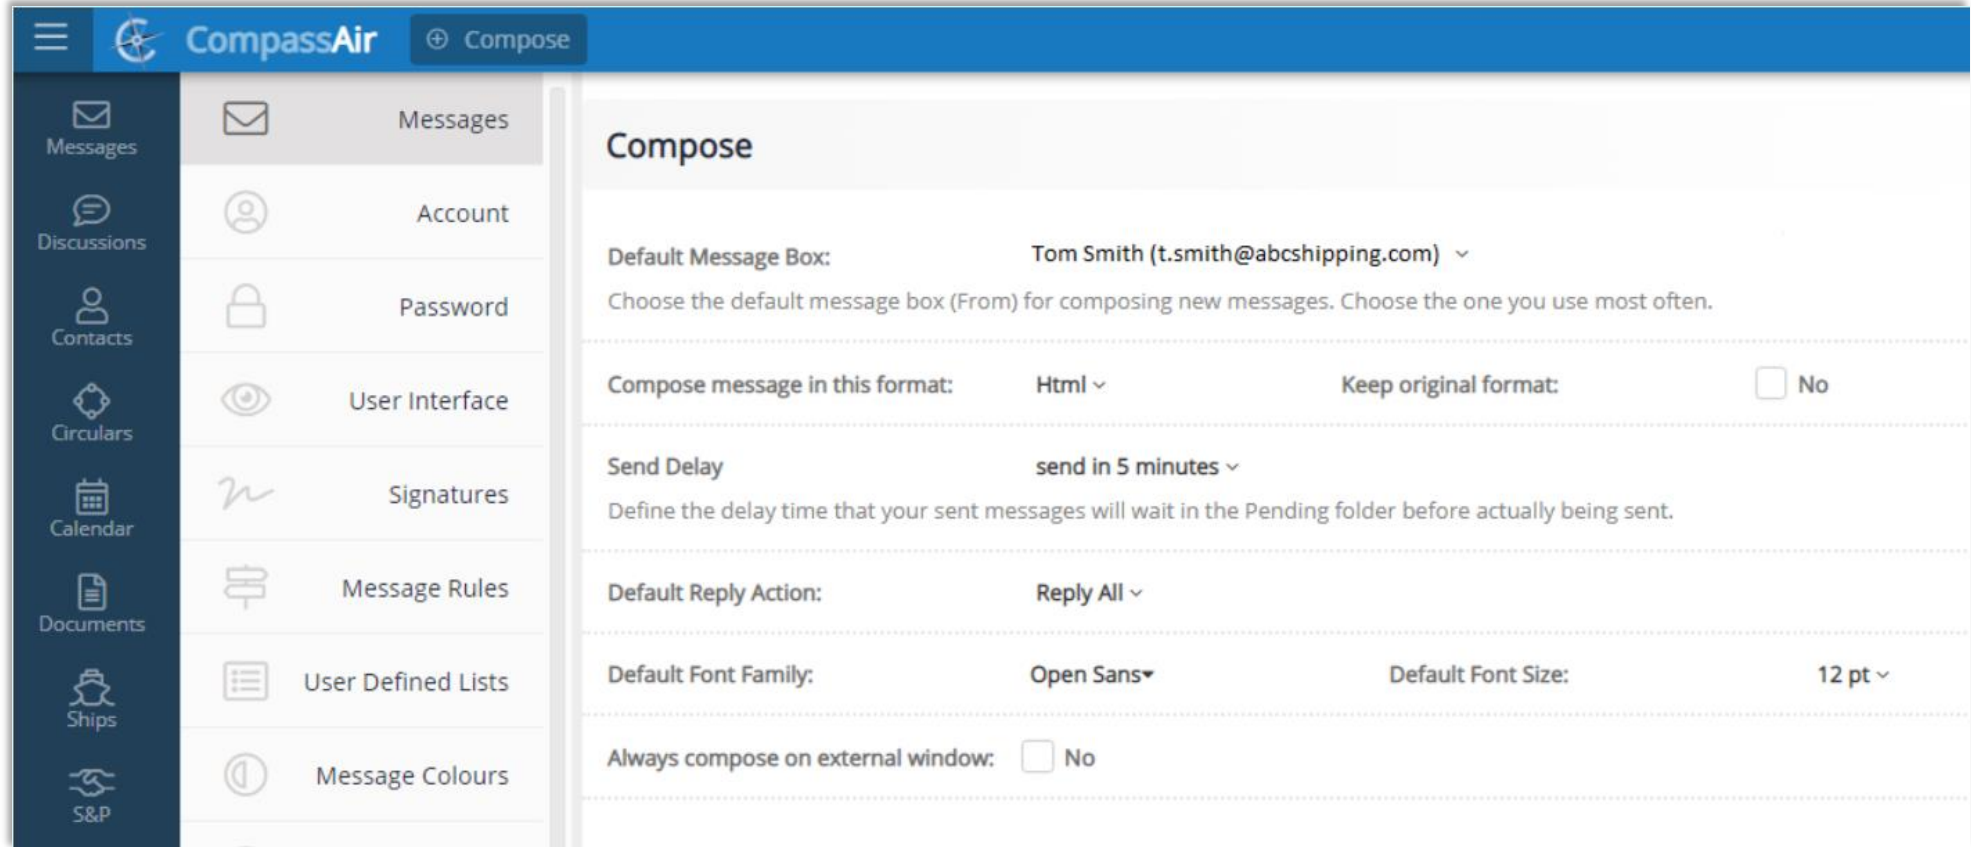 CompassAir
Compose
Messages
Discussions
Contacts
Circulars
Calendar
Documents
Ships
S&P
Messages
Account
Password
User Interface
Signatures
Message Rules
User Defined Lists
Message Colours
Compose
Default Message Box: Tom Smith (t.smith@abcshipping.com)
Choose the default message box (From) for composing new messages. Choose the one you use most often.
Compose message in this format: Html Keep original format: No
Send Delay send in 5 minutes
Define the delay time that your sent messages will wait in the Pending folder before actually being sent.
Default Reply Action: Reply All
Default Font Family: Open Sans Default Font Size: 12 pt
Always compose on external window: No